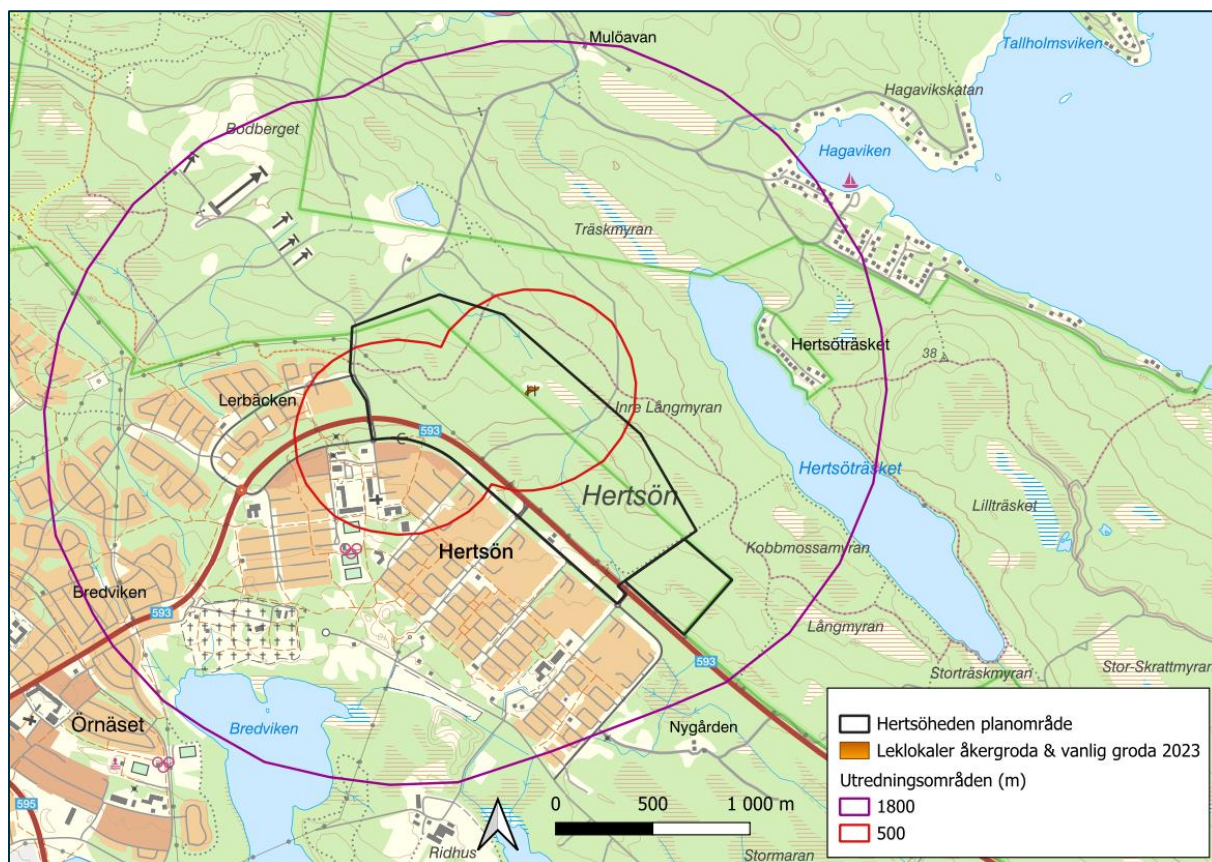 Mulöavan
Tallholmsviken
Hagavikskatan
Bodberget
Hagaviken
Träskmyran
Hertsöträsket
38
Lerbäcken
593
Inre Långmyran
Hertsöträsket
Hertsön
Lillträsket
Hertsön
Kobbmossamyran
Bredviken
593
Långmyran
593
Storträskmyran
Stor-Skrattmyran
Örnäset
Bredviken
Nygården
595
Ridhus
Stormaran
0 500 1 000 m
Hertsöheden planområde
Leklokaler åkergroda & vanlig groda 2023
Utredningsområden (m)
1800
500